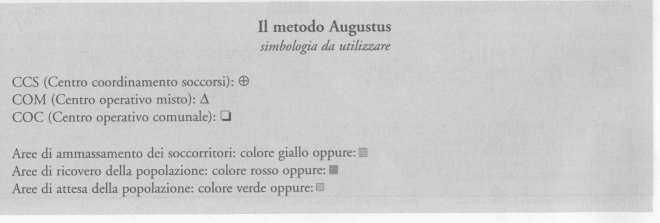 Il metodo Augustus
simbologia da utilizzare
CCS (Centro coordinamento soccorsi): ⊕
COM (Centro operativo misto): Δ
COC (Centro operativo comunale): ❑
Aree di ammassamento dei soccorritori: colore giallo oppure: ▤
Aree di ricovero della popolazione: colore rosso oppure: ▦
Aree di attesa della popolazione: colore verde oppure: ▨